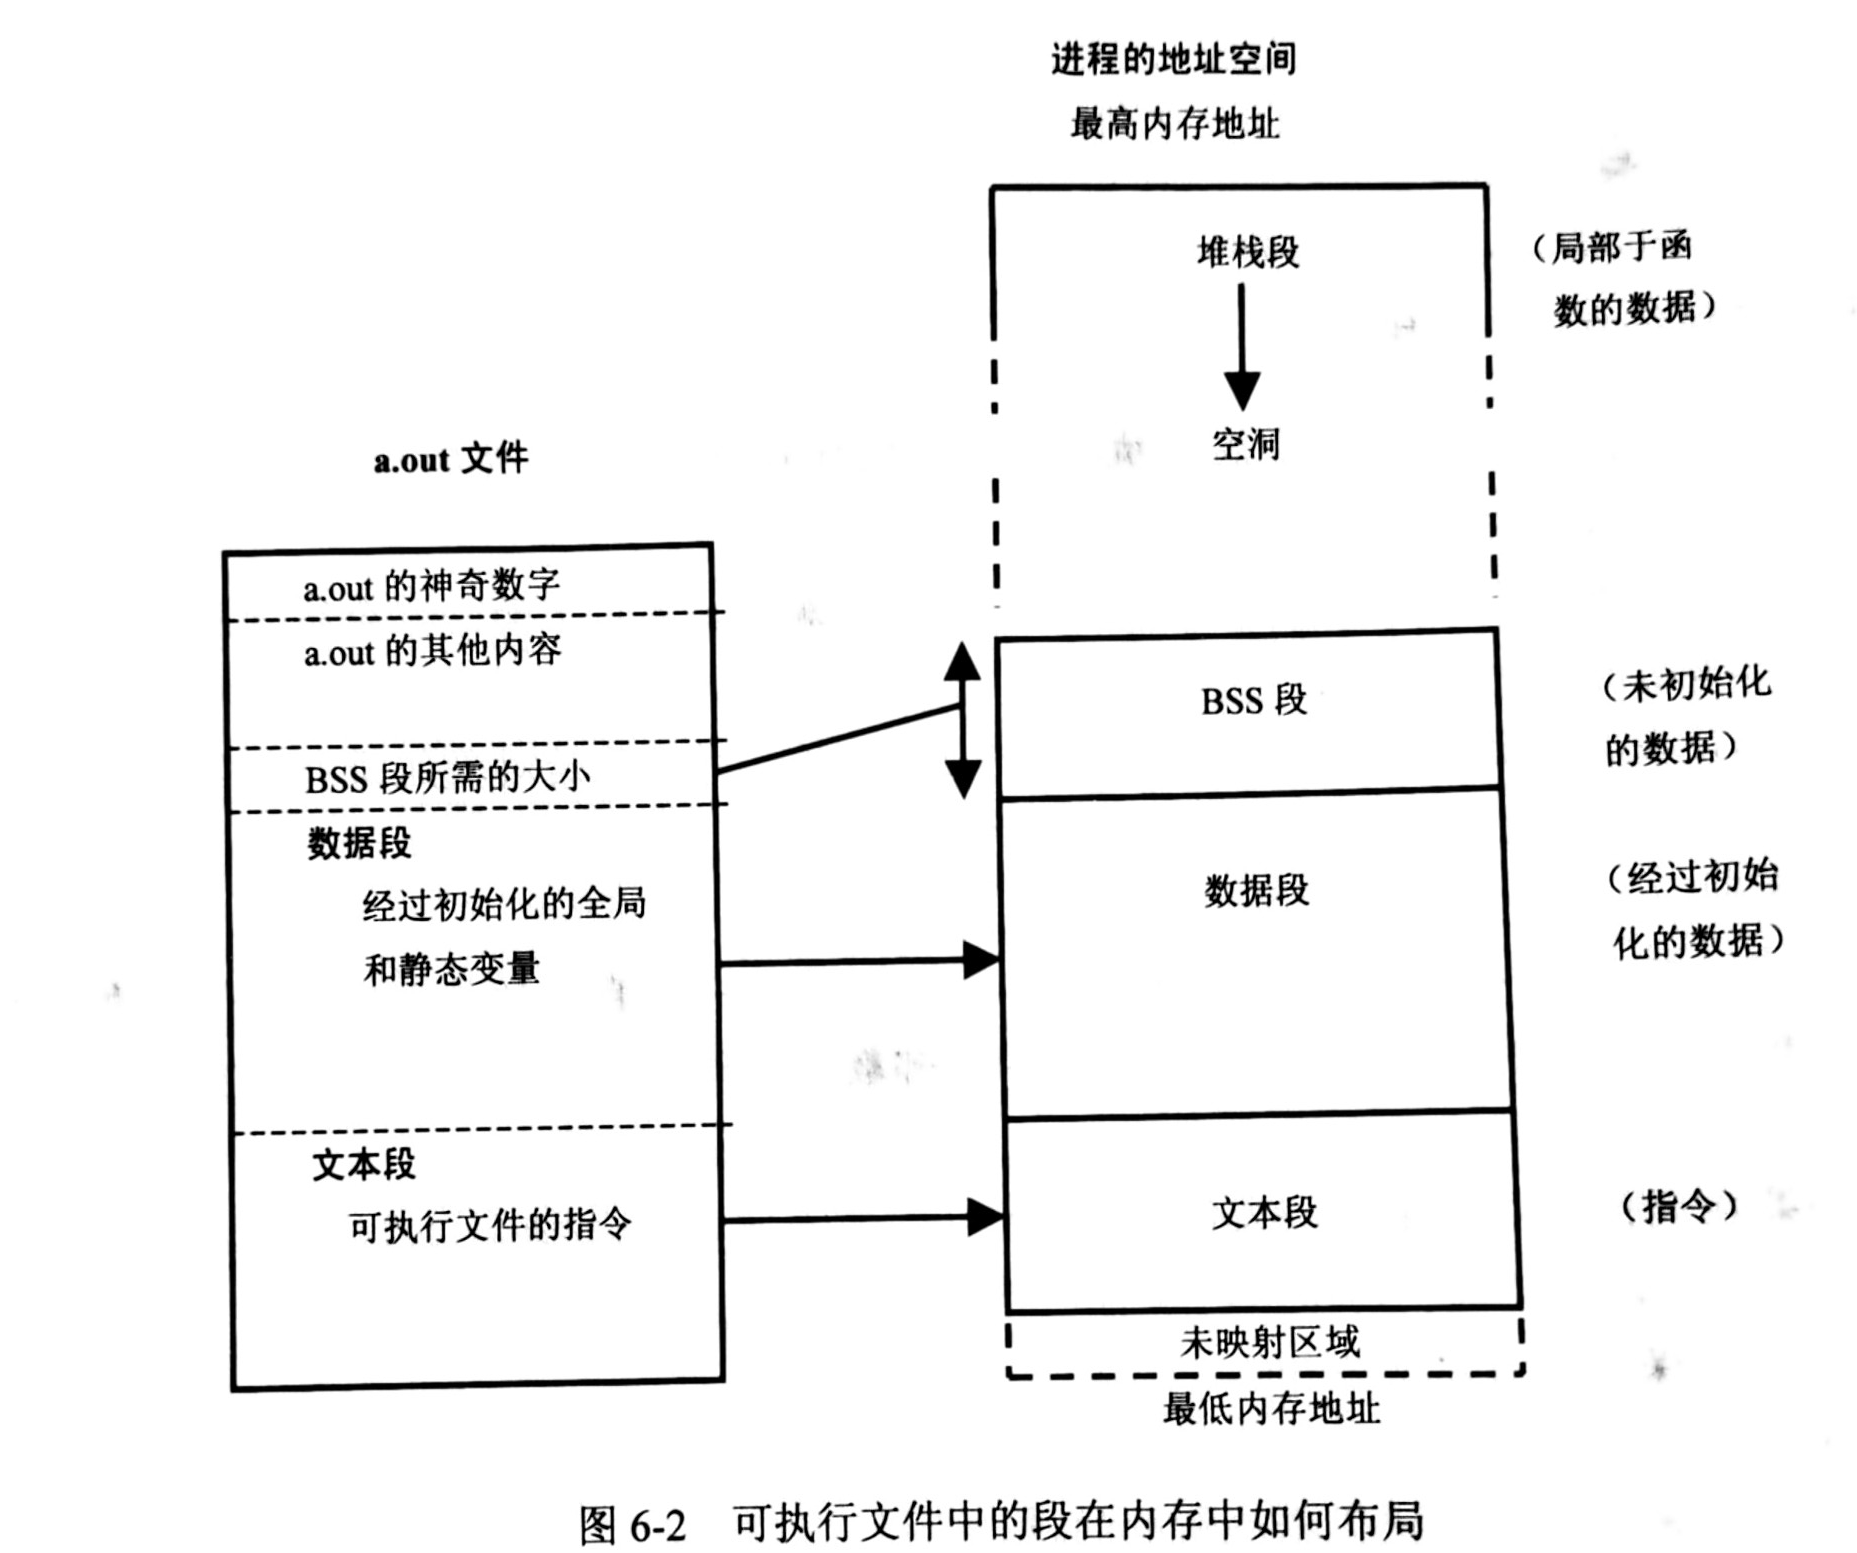 进程的地址空间
最高内存地址
堆栈段
（局部于函
数的数据）
空洞
a.out 文件
a.out 的神奇数字
a.out 的其他内容
BSS 段所需的大小
数据段
经过初始化的全局
和静态变量
文本段
可执行文件的指令
BSS 段
（未初始化
的数据）
数据段
（经过初始
化的数据）
文本段
（指令）
未映射区域
最低内存地址
图 6-2 可执行文件中的段在内存中如何布局